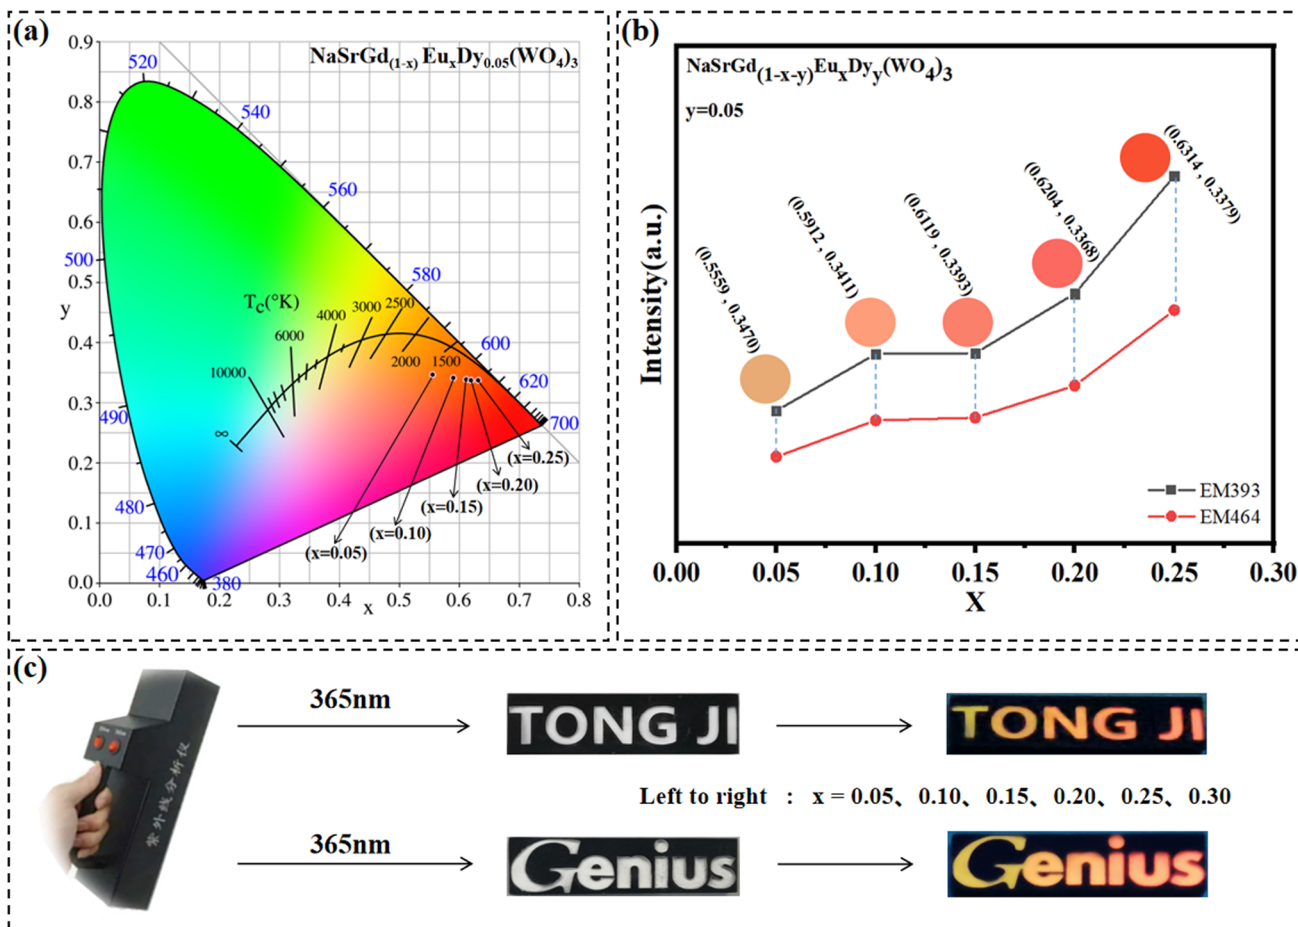 (a)
NaSrGd(1-x) EuxDy0.05(WO4)3
0.9
0.8
0.7
0.6
0.5
y
0.4
0.3
0.2
0.1
0.0
0.0 0.1 0.2 0.3 0.4 0.5 0.6 0.7 0.8
x
520
540
560
580
600
620
700
500
490
480
470
460
380
Tc(°K)
∞
10000
6000
4000
3000
2500
2000
1500
(x=0.25)
(x=0.20)
(x=0.15)
(x=0.10)
(x=0.05)
(b)
NaSrGd(1-x-y)EuxDyy(WO4)3
y=0.05
Intensity(a.u.)
(0.5559 , 0.3470)
(0.5912 , 0.3411)
(0.6119 , 0.3393)
(0.6204 , 0.3368)
(0.6314 , 0.3379)
EM393
EM464
0.00 0.05 0.10 0.15 0.20 0.25 0.30
X
(c)
紫外线分析仪
365nm
TONG JI
TONG JI
Left to right : x = 0.05、0.10、0.15、0.20、0.25、0.30
365nm
Genius
Genius